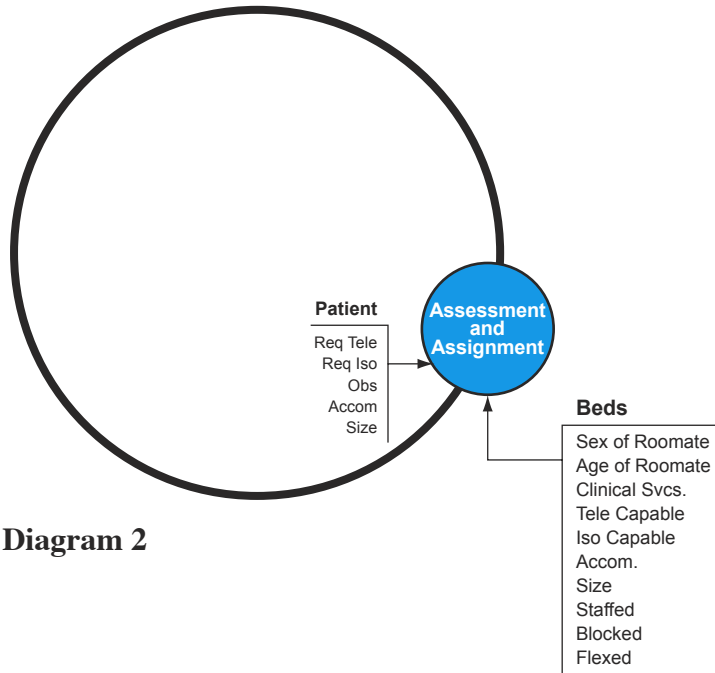 Patient
Req Tele
Req Iso
Obs
Accom
Size
Assessment
and
Assignment
Beds
Sex of Roomate
Age of Roomate
Clinical Svcs.
Tele Capable
Iso Capable
Accom.
Size
Staffed
Blocked
Flexed
Diagram 2